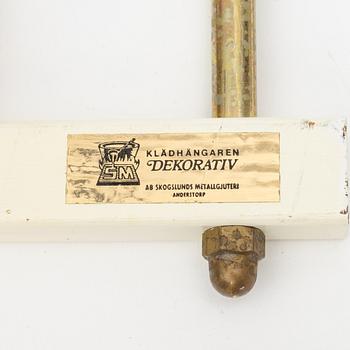 SM
KLÄDHÄNGAREN
DEKORATIV
AB SKOGSLUNDS METALLGJUTERI
ANDERSTORP